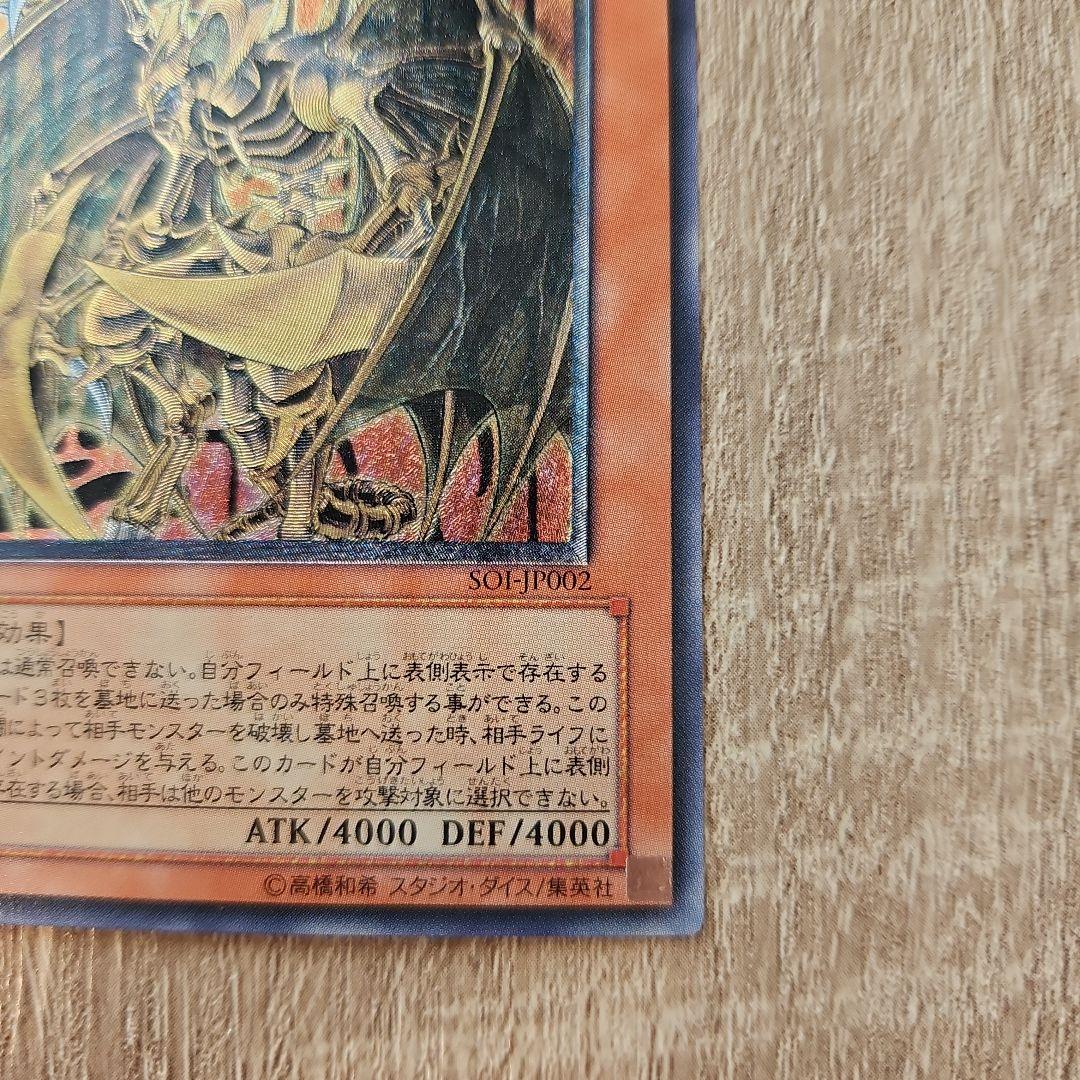 SOI-JP002
効果】
は通常召喚できない。自分フィールド上に表側表示で存在する
ード3枚を墓地に送った場合のみ特殊召喚する事ができる。この
によって相手モンスターを破壊し墓地へ送った時、相手ライフに
イントダメージを与える。このカードが自分フィールド上に表側
存在する場合、相手は他のモンスターを攻撃対象に選択できない。
ATK/4000 DEF/4000
©高橋和希 スタジオ・ダイス/集英社